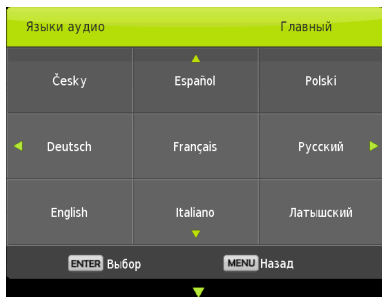 Языки аудио Главный
Česky Español Polski
Deutsch Français Русский
English Italiano Латышский
ENTER Выбор MENU Назад